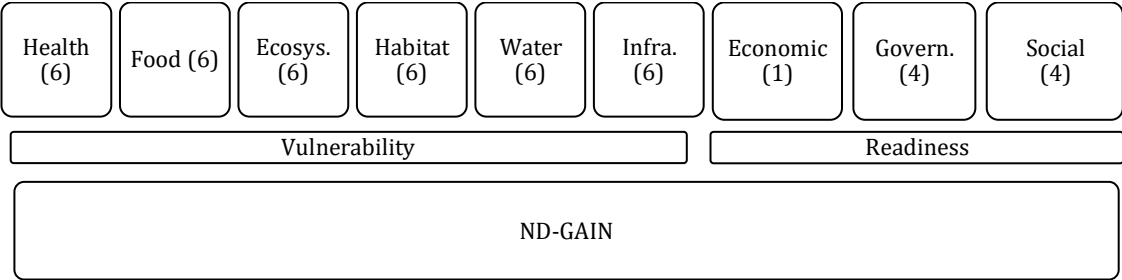 Health
(6)
Food (6)
Ecosys.
(6)
Habitat
(6)
Water
(6)
Infra.
(6)
Economic
(1)
Govern.
(4)
Social
(4)
Vulnerability
Readiness
ND-GAIN